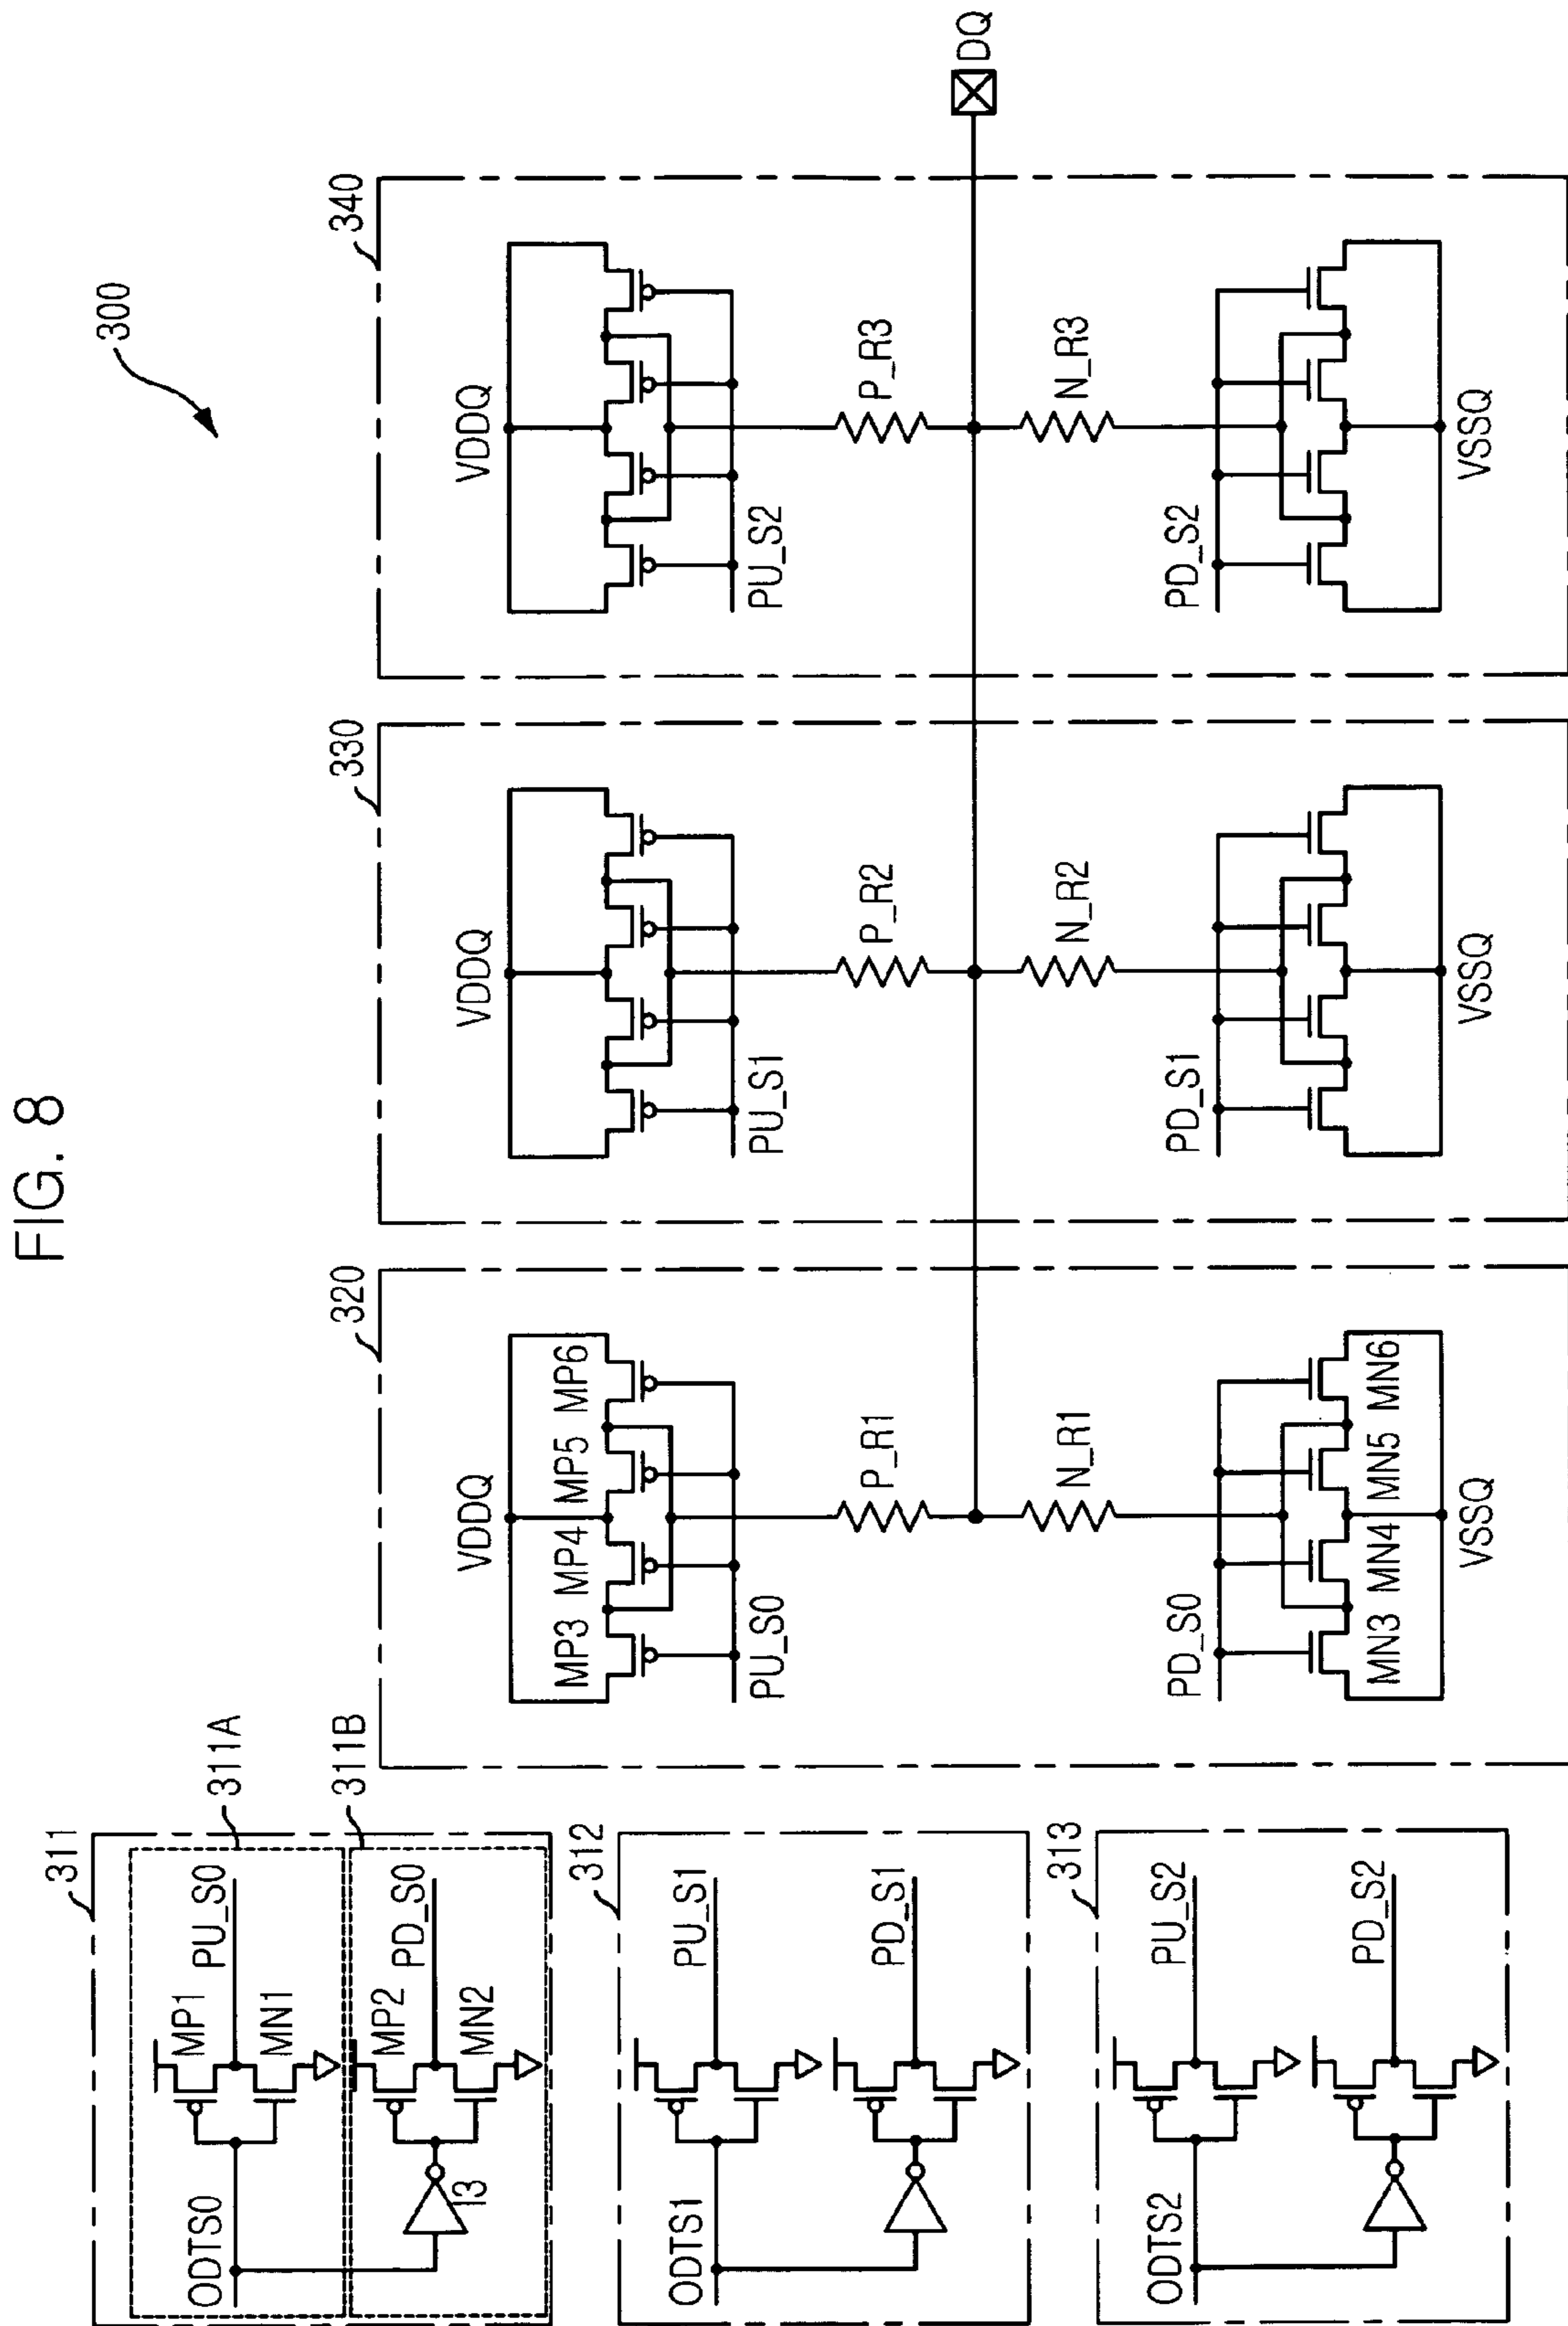 FIG. 8
300
311
311A
ODTS0
MP1
PU_S0
MN1
311B
MP2
PD_S0
MN2
I3
312
ODTS1
PU_S1
PD_S1
313
ODTS2
PU_S2
PD_S2
320
VDDQ
MP3 MP4 MP5 MP6
PU_S0
P_R1
N_R1
PD_S0
MN3 MN4 MN5 MN6
VSSQ
330
VDDQ
PU_S1
P_R2
N_R2
PD_S1
VSSQ
340
VDDQ
PU_S2
P_R3
N_R3
PD_S2
VSSQ
DQ